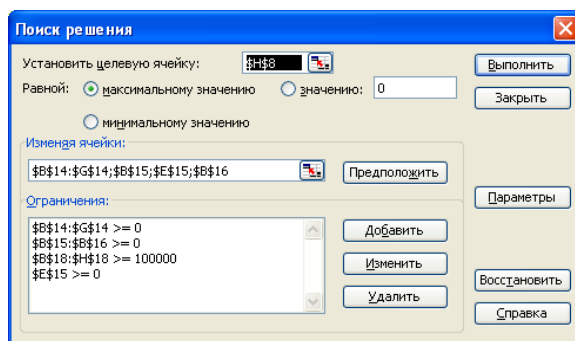 Поиск решения
Установить целевую ячейку: $H$8 Выполнить
Равной: максимальному значению значению: 0 Закрыть
минимальному значению
Изменяя ячейки:
$B$14:$G$14;$B$15;$E$15;$B$16 Предположить
Параметры
Ограничения:
$B$14:$G$14 >= 0 Добавить
$B$15:$B$16 >= 0
$B$18:$H$18 >= 100000 Изменить
$E$15 >= 0
Восстановить
Удалить
Справка